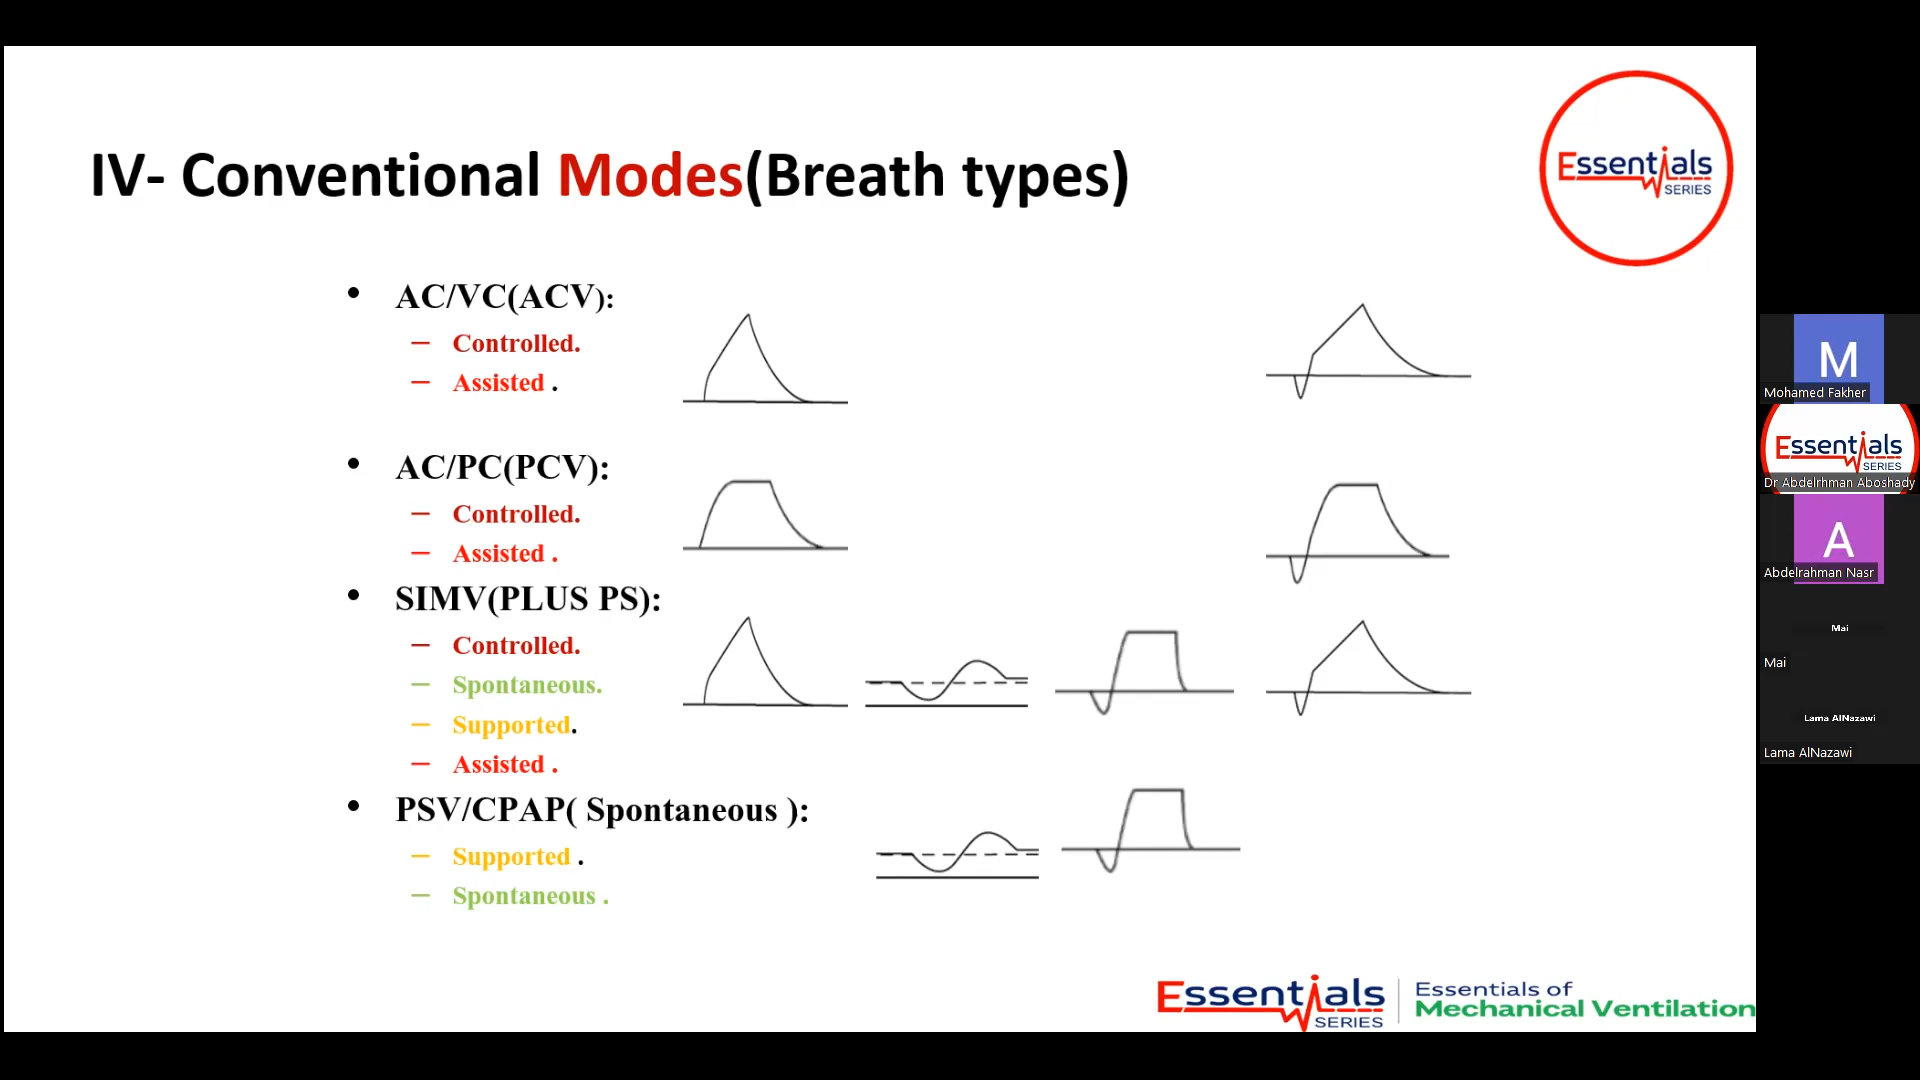 IV- Conventional Modes(Breath types)
Essentials
SERIES
• AC/VC(ACV):
– Controlled.
– Assisted .
• AC/PC(PCV):
– Controlled.
– Assisted .
• SIMV(PLUS PS):
– Controlled.
– Spontaneous.
– Supported.
– Assisted .
• PSV/CPAP( Spontaneous ):
– Supported .
– Spontaneous .
Essentials
SERIES
Essentials of
Mechanical Ventilation
M
Mohamed Fakher
Essentials
SERIES
Dr Abdelrhman Aboshady
A
Abdelrahman Nasr
Mai
Mai
Lama AlNazawi
Lama AlNazawi